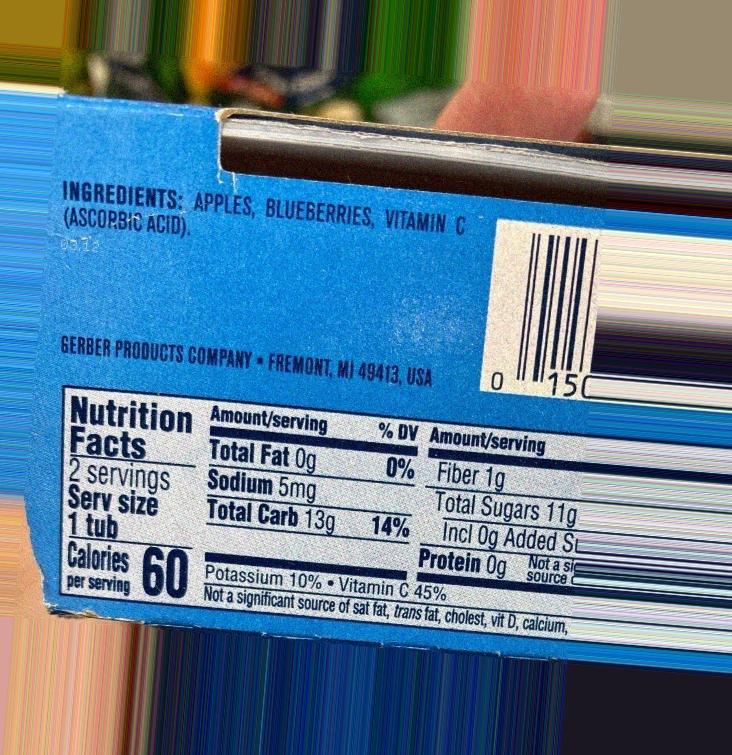 INGREDIENTS: APPLES, BLUEBERRIES, VITAMIN C
(ASCORBIC ACID).
GERBER PRODUCTS COMPANY • FREMONT, MI 49413, USA
0 150
Nutrition
Facts
2 servings
Serv size
1 tub
Calories
per serving 60
Amount/serving % DV
Total Fat 0g 0%
Sodium 5mg
Total Carb 13g 14%
Amount/serving
Fiber 1g
Total Sugars 11g
Incl 0g Added
Protein 0g Not a
source
Potassium 10% • Vitamin C 45%
Not a significant source of sat fat, trans fat, cholest, vit D, calcium,